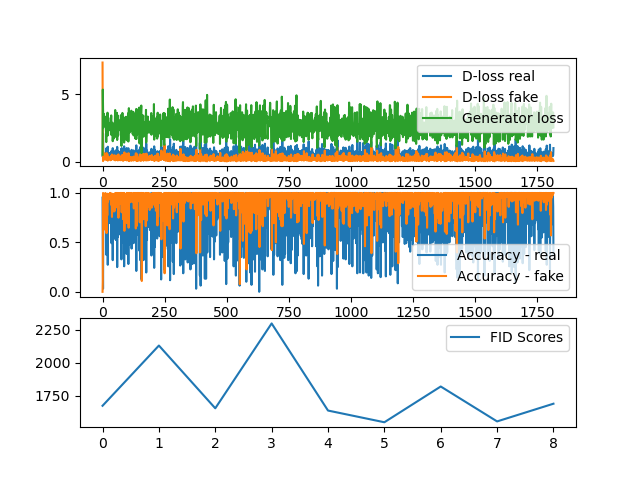 D-loss real
D-loss fake
Generator loss
5
0
0 250 500 750 1000 1250 1500 1750
1.0
0.5
0.0
Accuracy - real
Accuracy - fake
0 250 500 750 1000 1250 1500 1750
2250
2000
1750
FID Scores
0 1 2 3 4 5 6 7 8